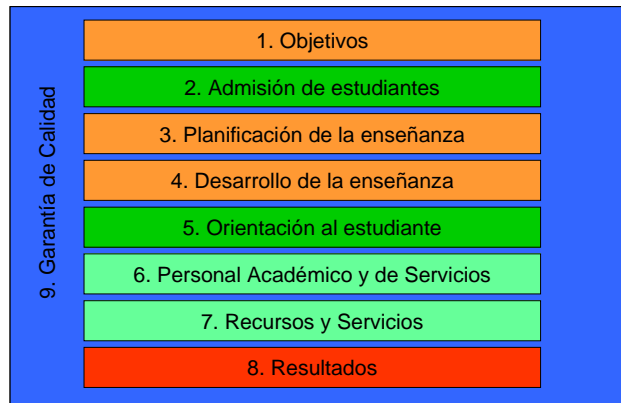 9. Garantía de Calidad
1. Objetivos
2. Admisión de estudiantes
3. Planificación de la enseñanza
4. Desarrollo de la enseñanza
5. Orientación al estudiante
6. Personal Académico y de Servicios
7. Recursos y Servicios
8. Resultados